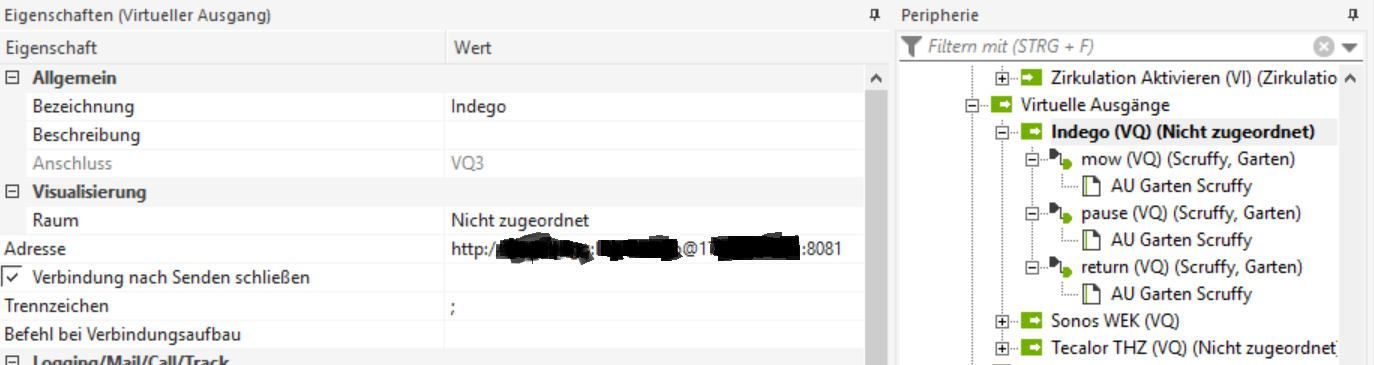 Eigenschaften (Virtueller Ausgang)
Eigenschaft Wert
Allgemein
Bezeichnung Indego
Beschreibung
Anschluss VQ3
Visualisierung
Raum Nicht zugeordnet
Adresse http:/ @1 :8081
Verbindung nach Senden schließen
Trennzeichen ;
Befehl bei Verbindungsaufbau
Logging/Mail/Call/Track
Peripherie
Filtern mit (STRG + F)
Zirkulation Aktivieren (VI) (Zirkulatio
Virtuelle Ausgänge
Indego (VQ) (Nicht zugeordnet)
mow (VQ) (Scruffy, Garten)
AU Garten Scruffy
pause (VQ) (Scruffy, Garten)
AU Garten Scruffy
return (VQ) (Scruffy, Garten)
AU Garten Scruffy
Sonos WEK (VQ)
Tecalor THZ (VQ) (Nicht zugeordnet